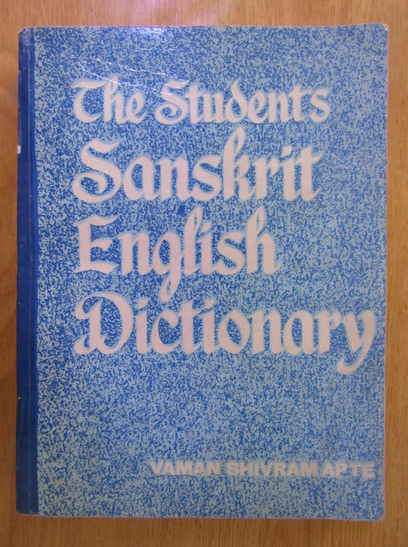 The Students
Sanskrit
English
Dictionary
VAMAN SHIVRAM APTE